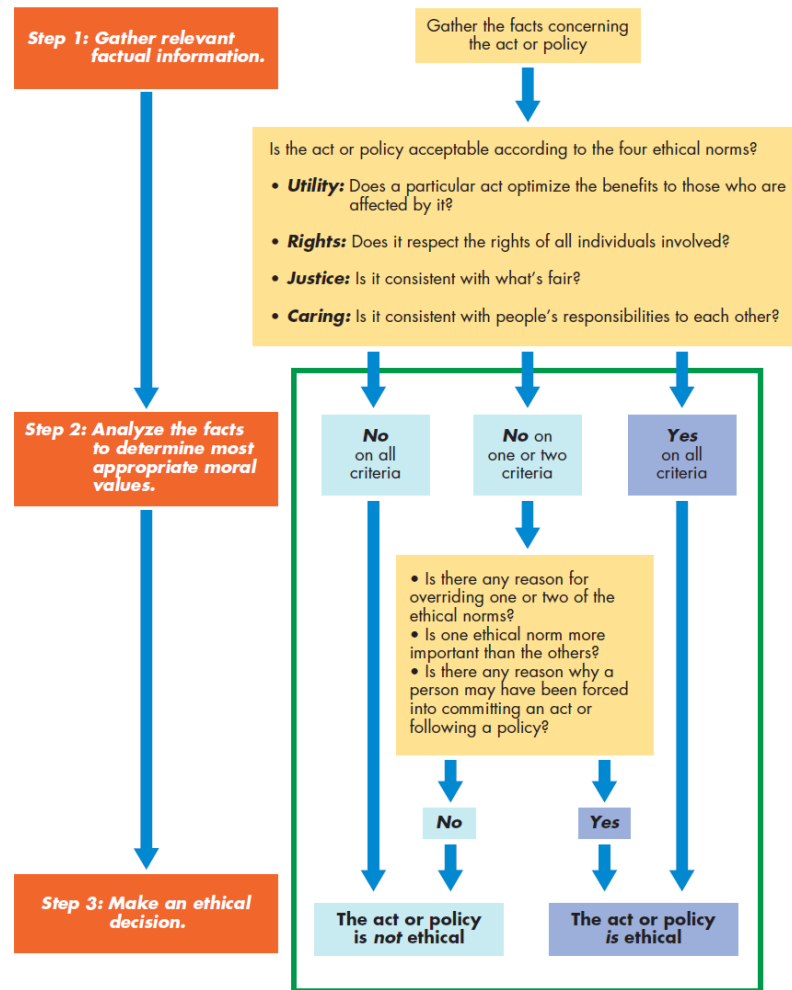 Step 1: Gather relevant
factual information.
Gather the facts concerning
the act or policy
Is the act or policy acceptable according to the four ethical norms?
• Utility: Does a particular act optimize the benefits to those who are
affected by it?
• Rights: Does it respect the rights of all individuals involved?
• Justice: Is it consistent with what's fair?
• Caring: Is it consistent with people's responsibilities to each other?
Step 2: Analyze the facts
to determine most
appropriate moral
values.
No
on all
criteria
No on
one or two
criteria
Yes
on all
criteria
• Is there any reason for
overriding one or two of the
ethical norms?
• Is one ethical norm more
important than the others?
• Is there any reason why a
person may have been forced
into committing an act or
following a policy?
No
Yes
Step 3: Make an ethical
decision.
The act or policy
is not ethical
The act or policy
is ethical